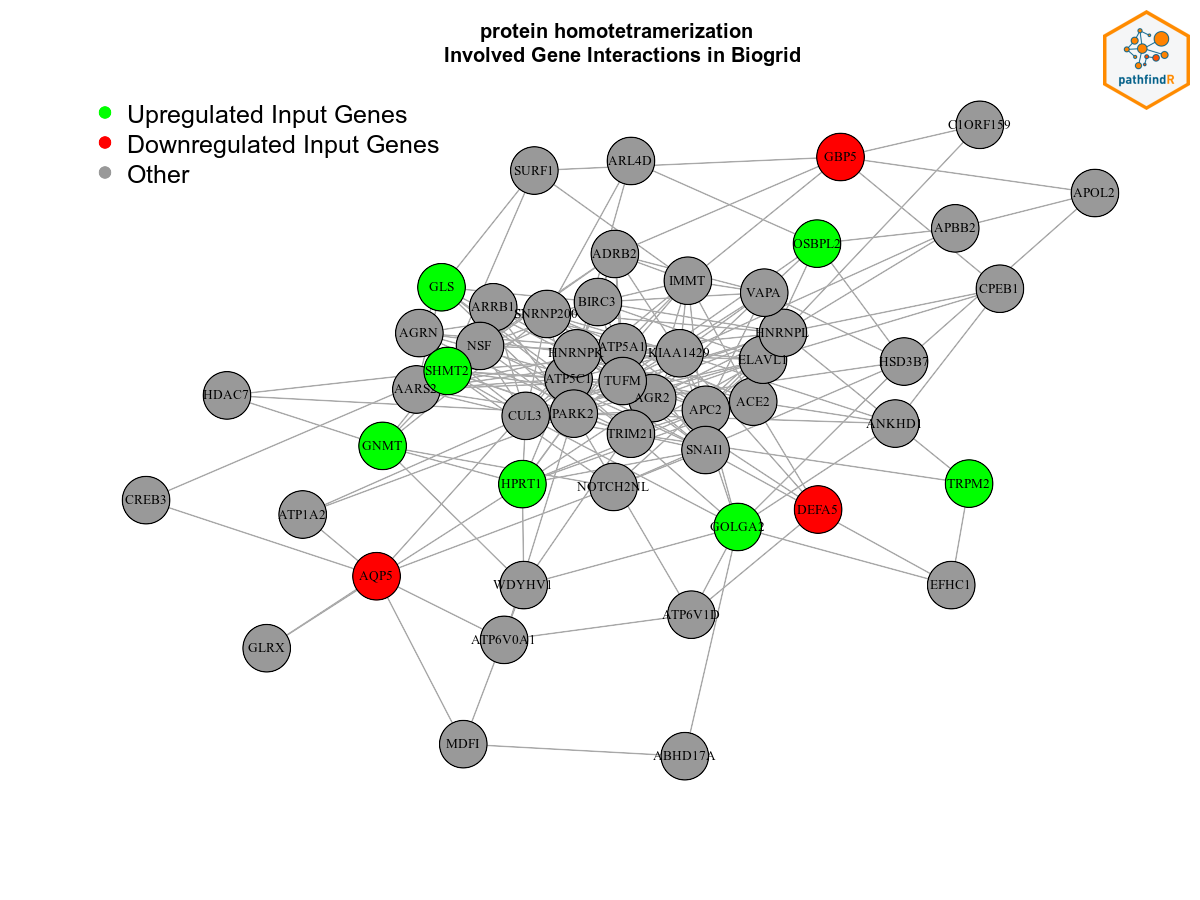 protein homotetramerization
Involved Gene Interactions in Biogrid
pathfindR
Upregulated Input Genes
Downregulated Input Genes
Other
C1ORF159
GBP5
ARL4D
SURF1
APOL2
APBB2
OSBPL2
ADRB2
IMMT
GLS
CPEB1
VAPA
BIRC3
ARRB1
SNRNP200
AGRN
HNRNPL
NSF
ATP5A1
HNRNPK
KIAA1429
ELAVL1
HSD3B7
SHMT2
ATP5C1
TUFM
AARS2
HDAC7
AGR2
ACE2
APC2
CUL3
PARK2
ANKHD1
TRIM21
GNMT
SNAI1
HPRT1
NOTCH2NL
TRPM2
CREB3
DEFA5
ATP1A2
GOLGA2
AQP5
WDYHV1
EFHC1
ATP6V1D
ATP6V0A1
GLRX
MDFI
ABHD17A